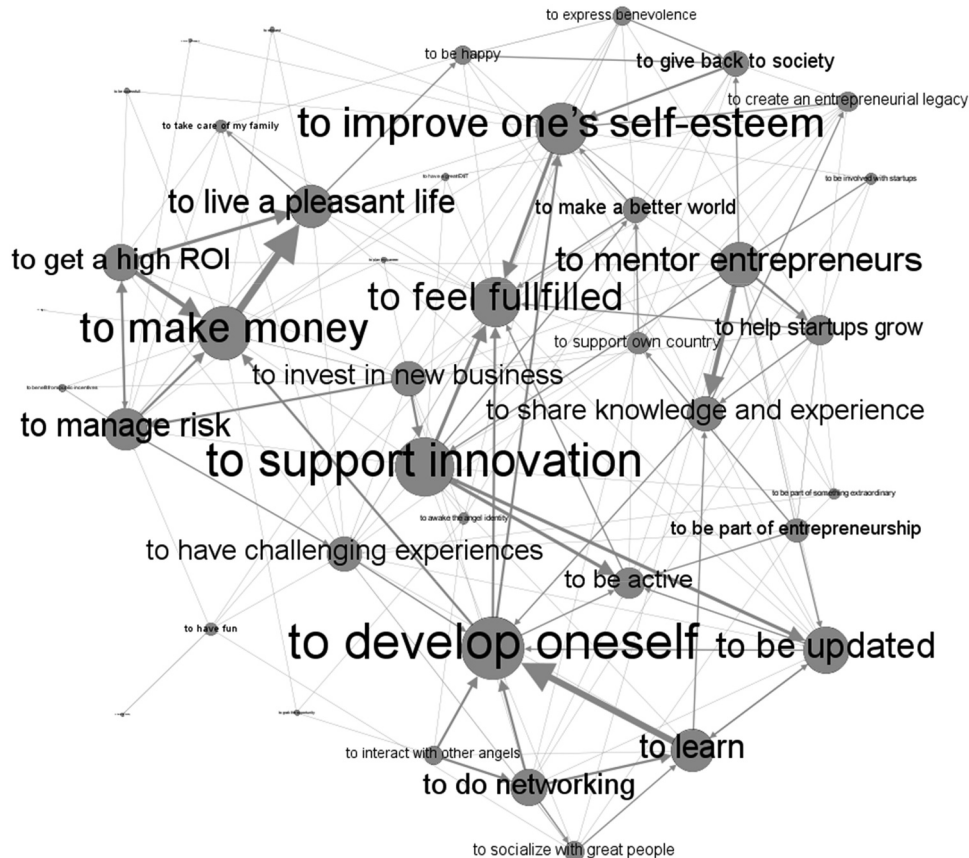 to express benevolence
to be happy
to give back to society
to create an entrepreneurial legacy
to improve one's self-esteem
to take care of my family
to be involved with startups
to live a pleasant life
to make a better world
to get a high ROI
to mentor entrepreneurs
to feel fullfilled
to make money
to help startups grow
to support own country
to invest in new business
to share knowledge and experience
to manage risk
to support innovation
to be part of something extraordinary
to awake the angel identity
to be part of entrepreneurship
to have challenging experiences
to be active
to have fun
to develop oneself
to be updated
to learn
to interact with other angels
to do networking
to socialize with great people